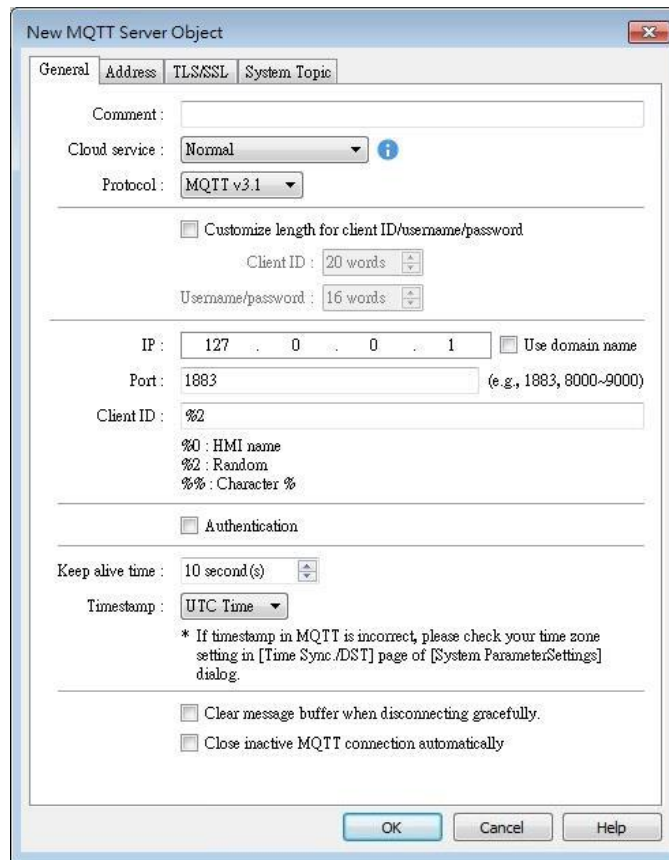 New MQTT Server Object
General Address TLS/SSL System Topic
Comment :
Cloud service : Normal
Protocol : MQTT v3.1
Customize length for client ID/username/password
Client ID : 20 words
Username/password : 16 words
IP : 127 . 0 . 0 . 1 Use domain name
Port : 1883 (e.g., 1883, 8000~9000)
Client ID : %2
%0 : HMI name
%2 : Random
%% : Character %
Authentication
Keep alive time : 10 second(s)
Timestamp : UTC Time
* If timestamp in MQTT is incorrect, please check your time zone
setting in [Time Sync./DST] page of [System ParameterSettings]
dialog.
Clear message buffer when disconnecting gracefully.
Close inactive MQTT connection automatically
OK Cancel Help